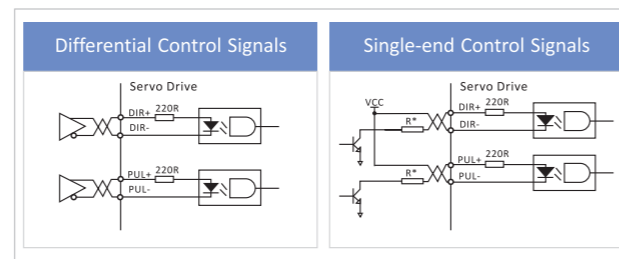 Differential Control Signals
Servo Drive
DIR+ 220R
DIR-
PUL+ 220R
PUL-
Single-end Control Signals
Servo Drive
VCC
DIR+ 220R
R*
DIR-
PUL+ 220R
R*
PUL-